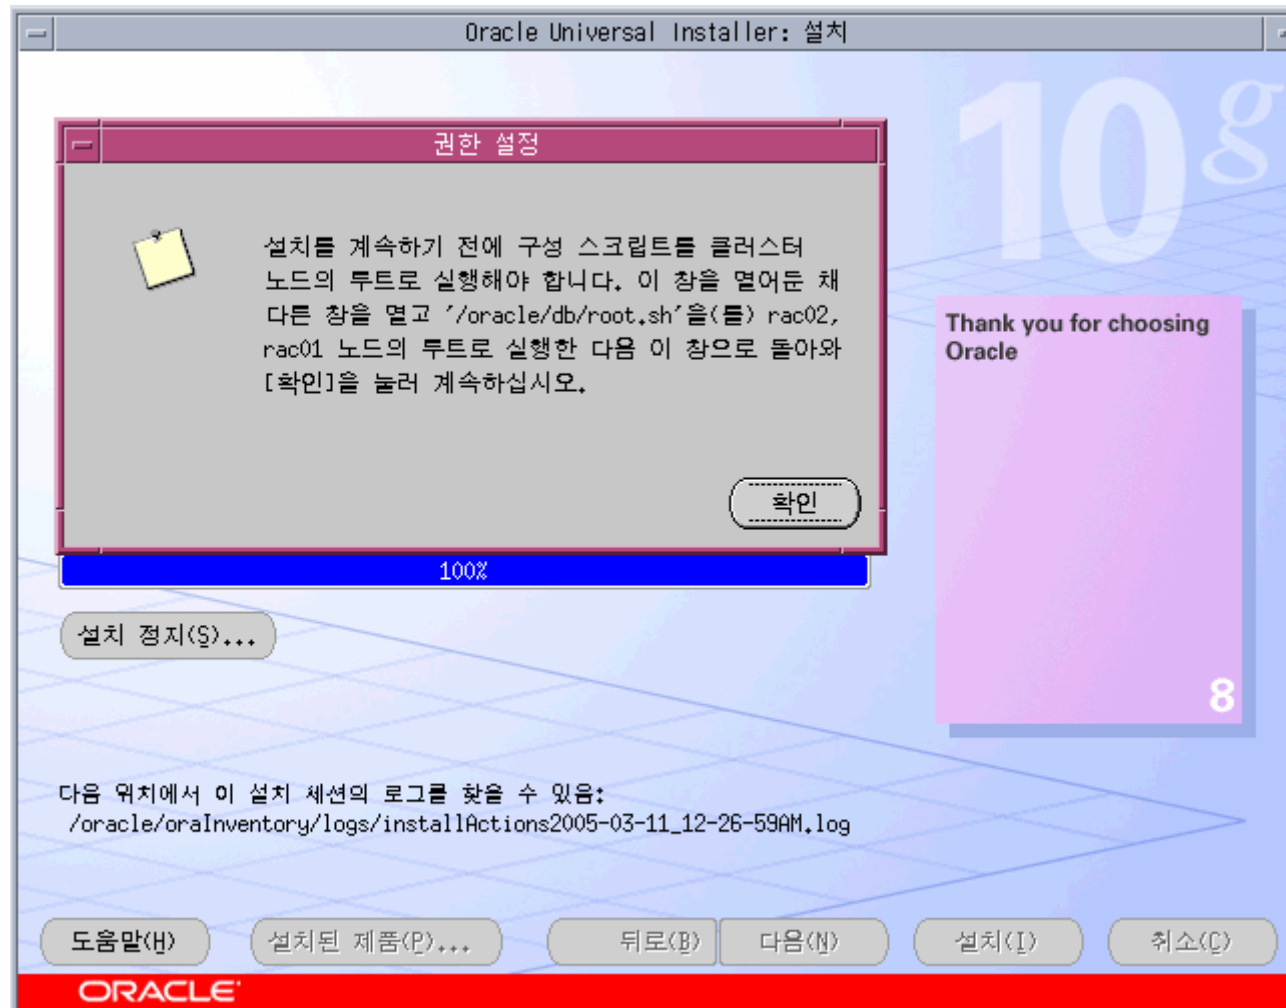 Oracle Universal Installer: 설치
10g
권한 설정
설치를 계속하기 전에 구성 스크립트를 클러스터
노드의 루트로 실행해야 합니다. 이 창을 열어둔 채
다른 창을 열고 '/oracle/db/root.sh'을(를) rac02,
rac01 노드의 루트로 실행한 다음 이 창으로 돌아와
[확인]을 눌러 계속하십시오.
확인
Thank you for choosing
Oracle
100%
설치 정지(S)...
8
다음 위치에서 이 설치 세션의 로그를 찾을 수 있음:
/oracle/oraInventory/logs/installActions2005-03-11_12-26-59AM.log
도움말(H) 설치된 제품(P)... 뒤로(B) 다음(N) 설치(I) 취소(C)
ORACLE